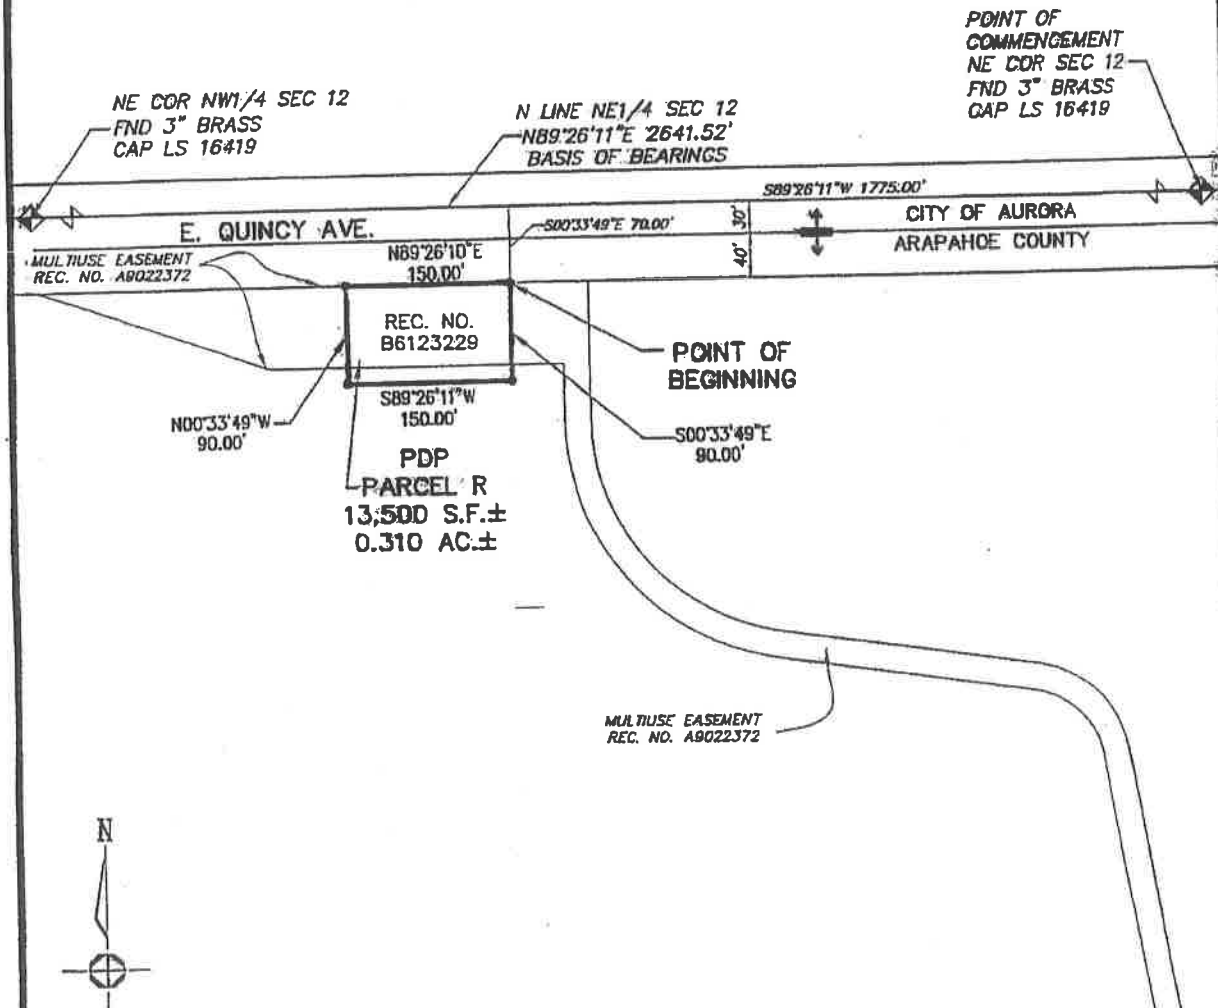 POINT OF
COMMENCEMENT
NE COR SEC 12
FND 3" BRASS
CAP LS 16419
NE COR NW1/4 SEC 12
FND 3" BRASS
CAP LS 16419
N LINE NE1/4 SEC 12
N89°26'11"E 2641.52'
BASIS OF BEARINGS
S89°26'11"W 1775.00'
E. QUINCY AVE.
S00°33'49"E 70.00'
30'
40'
CITY OF AURORA
ARAPAHOE COUNTY
MULTIUSE EASEMENT
REC. NO. A9022372
N89°26'10"E
150.00'
REC. NO.
B6123229
POINT OF
BEGINNING
S89°26'11"W
150.00'
N00°33'49"W
90.00'
S00°33'49"E
90.00'
PDP
PARCEL R
13,500 S.F.±
0.310 AC.±
MULTIUSE EASEMENT
REC. NO. A9022372
N